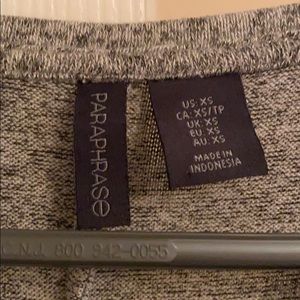 PARAPHRASE
US: XS
CA: XS/TP
UK: XS
EU: XS
AU: XS
MADE IN
INDONESIA
N.J. 800 942-0055